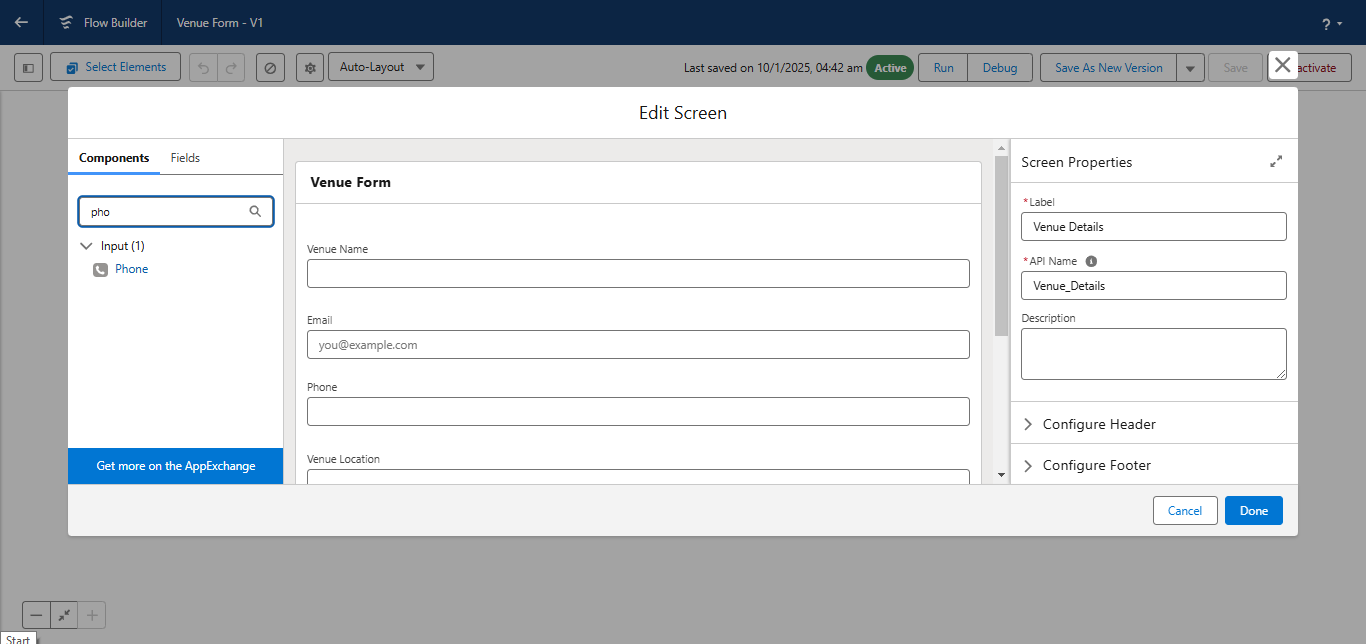 Flow Builder
Venue Form - V1
?
Select Elements
Auto-Layout
Last saved on 10/1/2025, 04:42 am
Active
Run
Debug
Save As New Version
Save
activate
Edit Screen
Components
Fields
pho
Input (1)
Phone
Get more on the AppExchange
Venue Form
Venue Name
Email
you@example.com
Phone
Venue Location
Screen Properties
*Label
Venue Details
*API Name
Venue_Details
Description
Configure Header
Configure Footer
Cancel
Done
Start